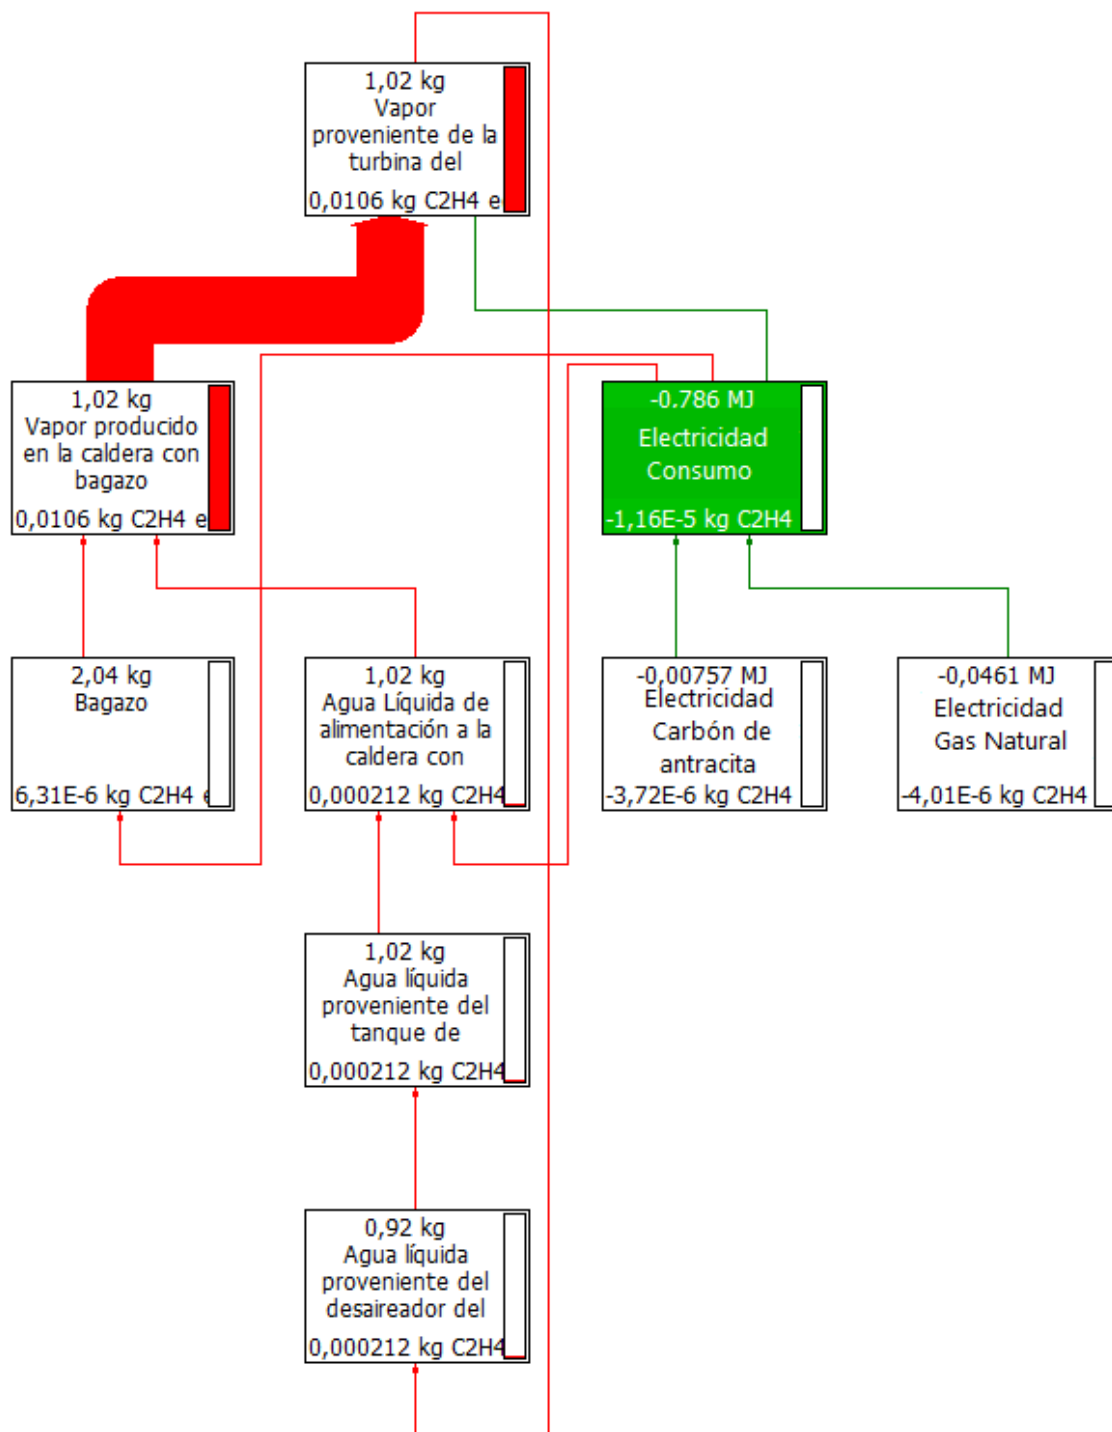 1,02 kg
Vapor
proveniente de la
turbina del
0,0106 kg C2H4 e
1,02 kg
Vapor producido
en la caldera con
bagazo
0,0106 kg C2H4 e
-0.786 MJ
Electricidad
Consumo
-1,16E-5 kg C2H4
2,04 kg
Bagazo
6,31E-6 kg C2H4 e
1,02 kg
Agua Líquida de
alimentación a la
caldera con
0,000212 kg C2H4
-0,00757 MJ
Electricidad
Carbón de
antracita
-3,72E-6 kg C2H4
-0,0461 MJ
Electricidad
Gas Natural
-4,01E-6 kg C2H4
1,02 kg
Agua líquida
proveniente del
tanque de
0,000212 kg C2H4
0,92 kg
Agua líquida
proveniente del
desaireador del
0,000212 kg C2H4